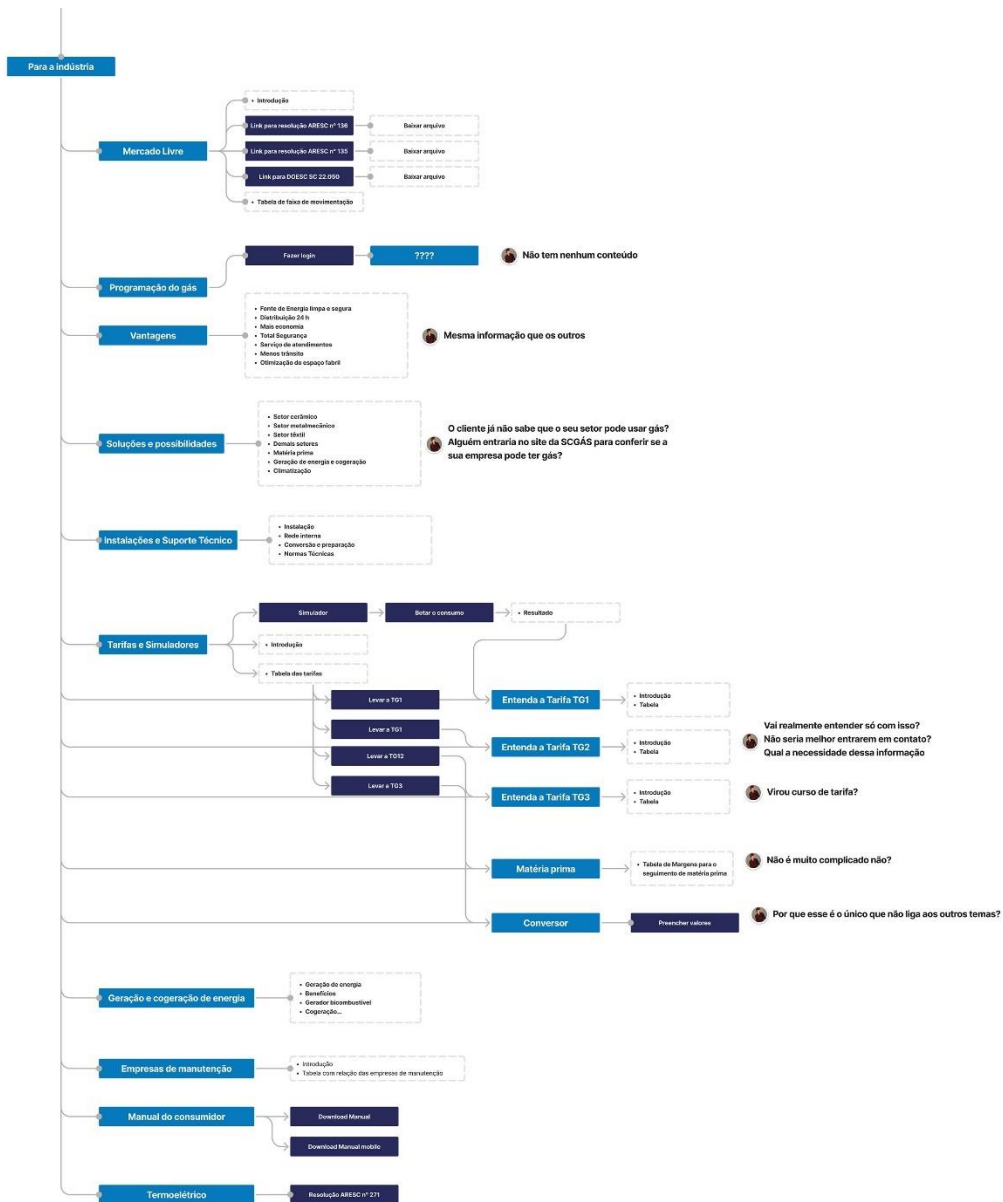 Para a indústria
• Introdução
Link para resolução ARESC n° 136
Baixar arquivo
Mercado Livre
Link para resolução ARESC n° 135
Baixar arquivo
Link para DOESC SC 22.050
Baixar arquivo
• Tabela de faixa de movimentação
Fazer login
????
Não tem nenhum conteúdo
Programação do gás
Vantagens
• Fonte de Energia limpa e segura
• Distribuição 24 h
• Mais economia
• Total Segurança
• Serviço de atendimentos
• Menos trânsito
• Otimização do espaço fabril
Mesma informação que os outros
Soluções e possibilidades
• Setor cerâmico
• Setor metalmecânico
• Setor têxtil
• Demais setores
• Matéria prima
• Geração de energia e cogeração
• Climatização
O cliente já não sabe que o seu setor pode usar gás?
Alguém entraria no site da SCGÁS para conferir se a
sua empresa pode ter gás?
Instalações e Suporte Técnico
• Instalação
• Rede interna
• Conversão e preparação
• Normas Técnicas
Simulador
Botar o consumo
• Resultado
Tarifas e Simuladores
• Introdução
• Tabela das tarifas
Levar a TG1
Entenda a Tarifa TG1
• Introdução
• Tabela
Levar a TG1
Entenda a Tarifa TG2
• Introdução
• Tabela
Vai realmente entender só com isso?
Não seria melhor entrarem em contato?
Qual a necessidade dessa informação
Levar a TG12
Levar a TG3
Entenda a Tarifa TG3
• Introdução
• Tabela
Virou curso de tarifa?
Matéria prima
• Tabela de Margens para o
seguimento de matéria prima
Não é muito complicado não?
Conversor
Preencher valores
Por que esse é o único que não liga aos outros temas?
Geração e cogeração de energia
• Geração de energia
• Benefícios
• Gerador bicombustível
• Cogeração...
Empresas de manutenção
• Introdução
• Tabela com relação das empresas de manutenção
Manual do consumidor
Download Manual
Download Manual mobile
Termoelétrico
Resolução ARESC n° 271